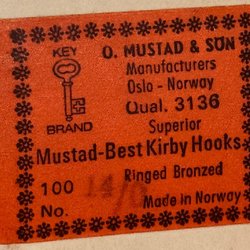 KEY
BRAND
O. MUSTAD & SÖN
Manufacturers
Oslo - Norway
Qual. 3136
Superior
Mustad-Best Kirby Hooks
100 Ringed Bronzed
No. 14/0 Made in Norway